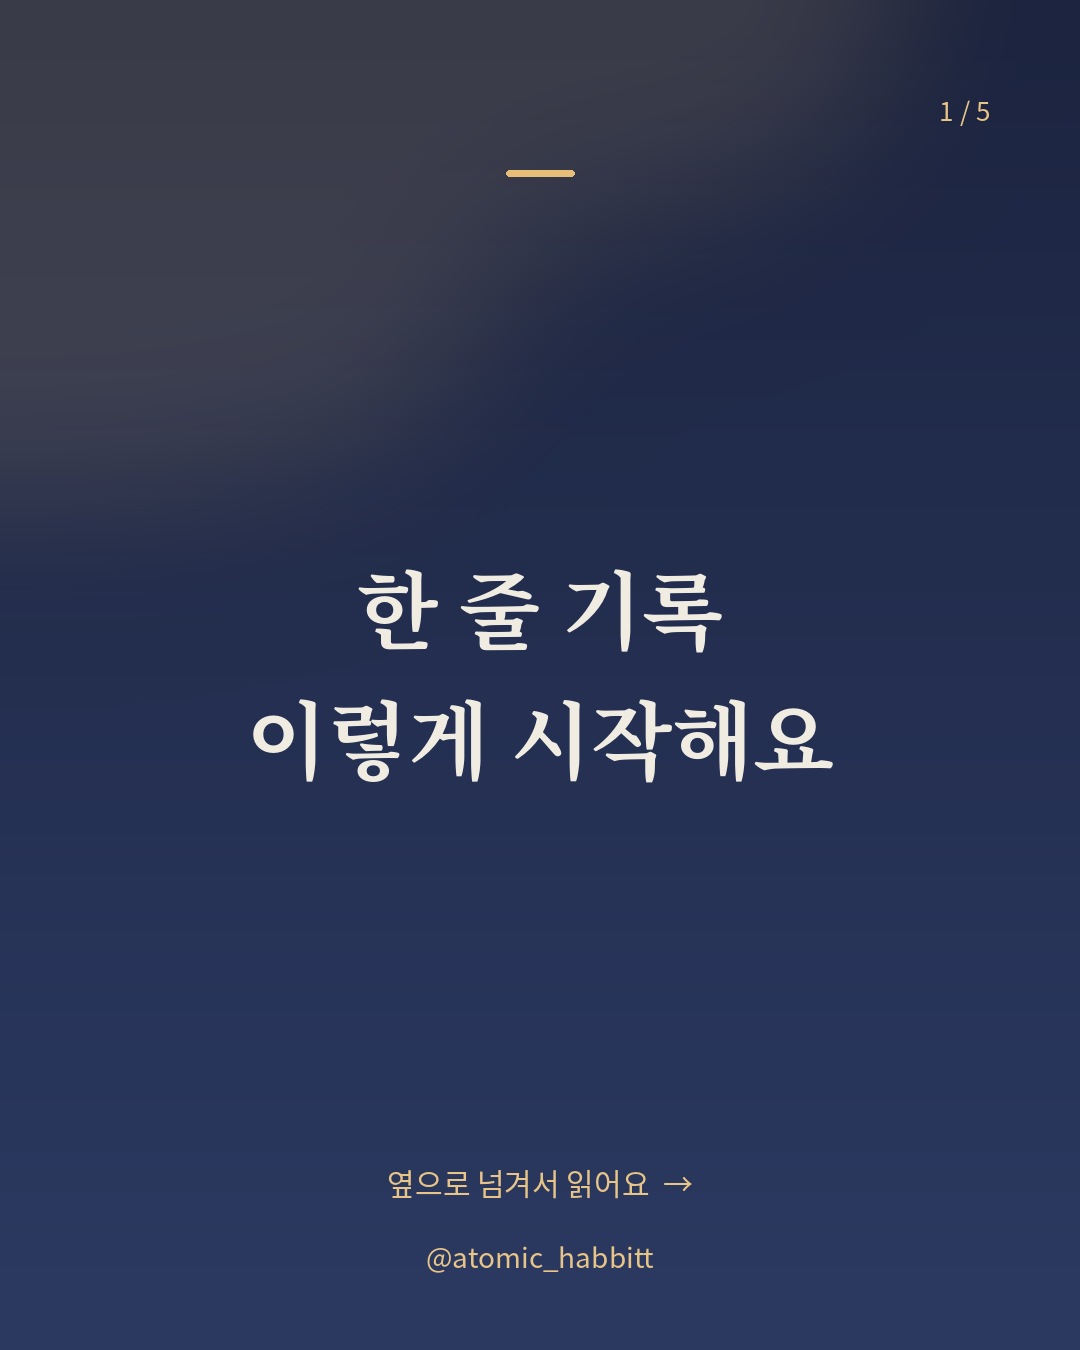 1 / 5
한 줄 기록
이렇게 시작해요
옆으로 넘겨서 읽어요 →
@atomic_habbitt